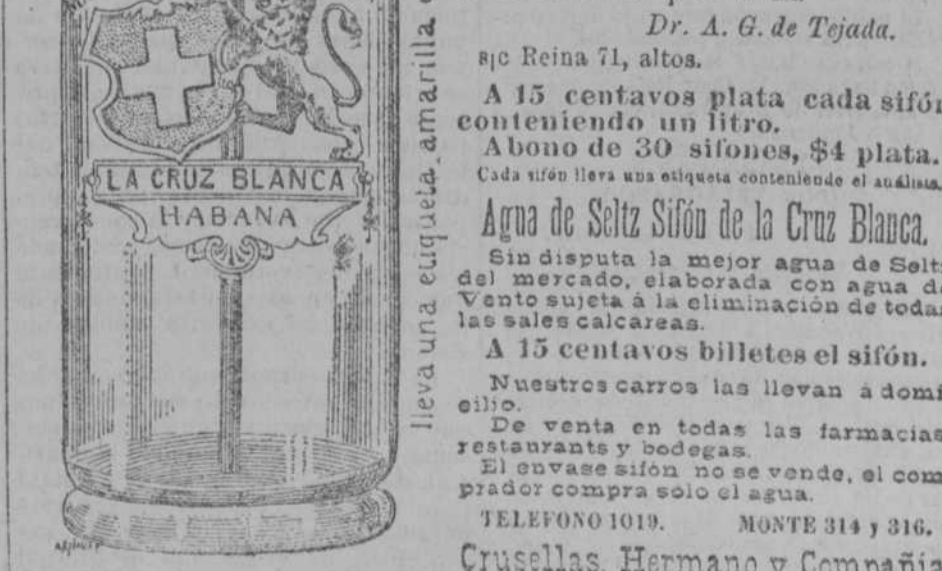 LA CRUZ BLANCA
HABANA
lleva una etiqueta amarilla
Dr. A. G. de Tejada.
s¡c Reina 71, altos.
A 15 centavos plata cada sifón
conteniendo un litro.
Abono de 30 sifones, $4 plata.
Cada sifón lleva una etiqueta conteniendo el análisis.
Agua de Seltz Sifón de la Cruz Blanca.
Sin disputa la mejor agua de Seltz
del mercado, elaborada con agua de
Vento sujeta á la eliminación de todas
las sales calcareas.
A 15 centavos billetes el sifón.
Nuestros carros las llevan á domi
cilio.
De venta en todas las farmacias
restaurants y bodegas.
El envase sifón no se vende, el com
prador compra solo el agua.
TELEFONO 1019. MONTE 314 y 316.
Crusellas, Hermano y Compañia